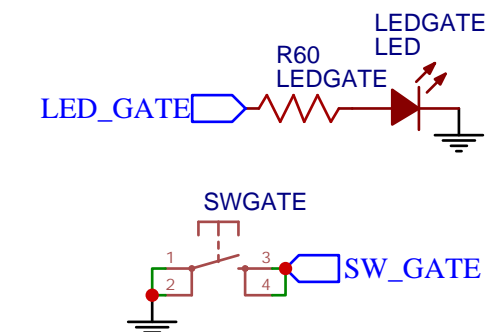 LEDGATE
LED
R60
LEDGATE
LED_GATE
SWGATE
1 3
2 4
SW_GATE